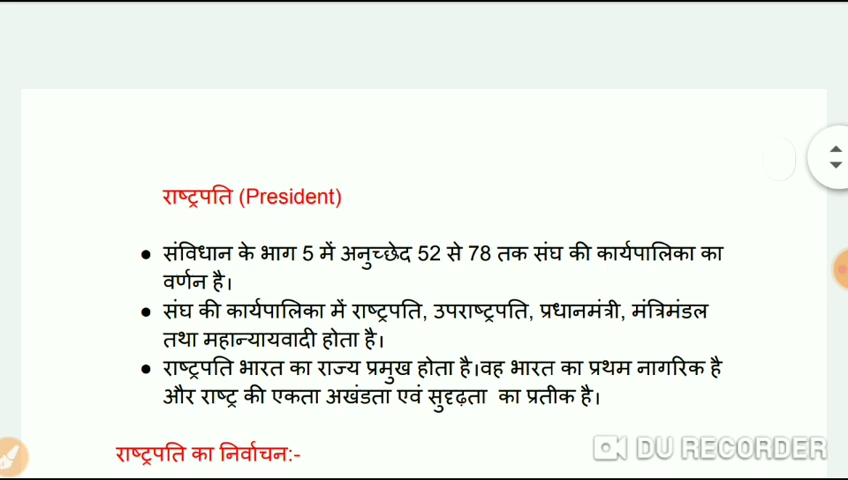 राष्ट्रपति (President)
● संविधान के भाग 5 में अनुच्छेद 52 से 78 तक संघ की कार्यपालिका का
वर्णन है।
● संघ की कार्यपालिका में राष्ट्रपति, उपराष्ट्रपति, प्रधानमंत्री, मंत्रिमंडल
तथा महान्यायवादी होता है।
● राष्ट्रपति भारत का राज्य प्रमुख होता है।वह भारत का प्रथम नागरिक है
और राष्ट्र की एकता अखंडता एवं सुदृढ़ता का प्रतीक है।
राष्ट्रपति का निर्वाचन:-
DU RECORDER